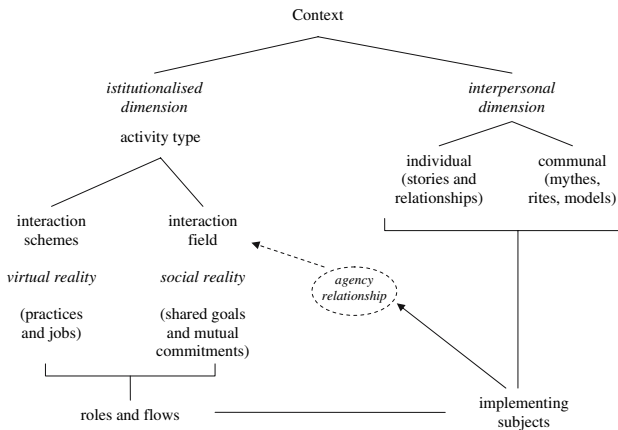 Context
istitutionalised
dimension
activity type
interpersonal
dimension
individual
(stories and
relationships)
communal
(mythes,
rites, models)
interaction
schemes
virtual reality
(practices
and jobs)
interaction
field
social reality
(shared goals
and mutual
commitments)
agency
relationship
roles and flows
implementing
subjects